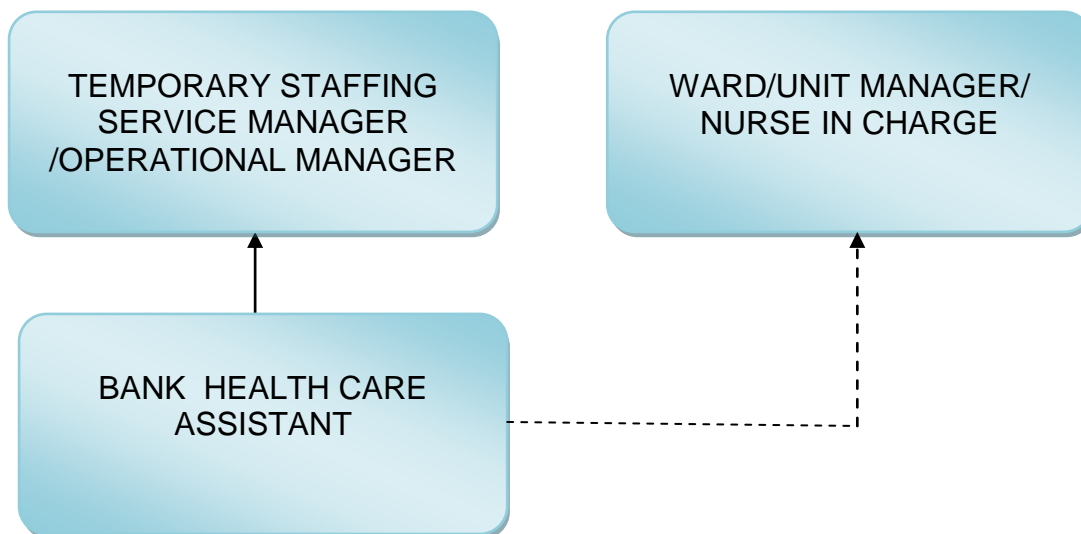 TEMPORARY STAFFING
SERVICE MANAGER
/OPERATIONAL MANAGER
WARD/UNIT MANAGER/
NURSE IN CHARGE
BANK  HEALTH CARE
ASSISTANT